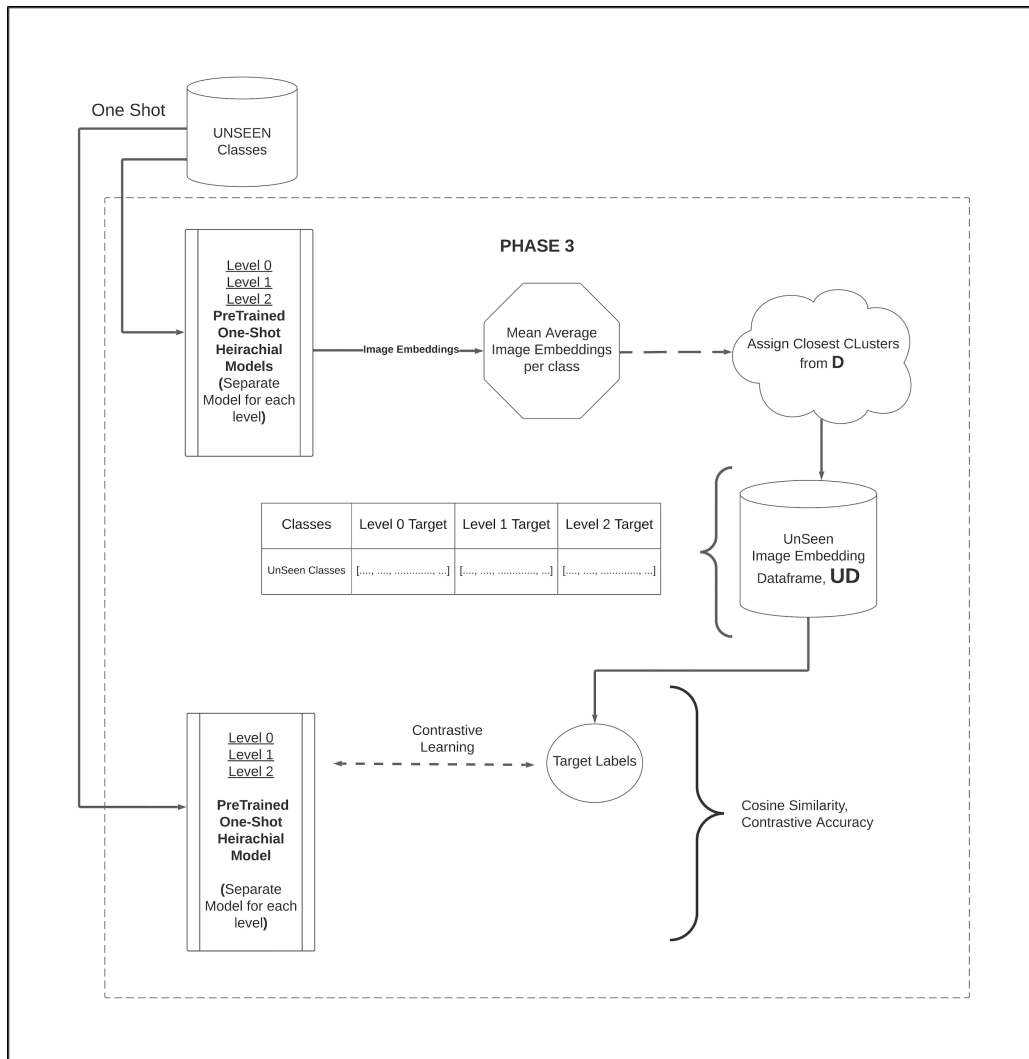 One Shot
UNSEEN
Classes
PHASE 3
Level 0
Level 1
Level 2
PreTrained
One-Shot
Heirachial
Models
(Separate
Model for each
level)
Image Embeddings
Mean Average
Image Embeddings
per class
Assign Closest CLusters
from D
Classes Level 0 Target Level 1 Target Level 2 Target
UnSeen Classes [...., ...., ............., ...] [...., ...., ............., ...] [...., ...., ............., ...]
UnSeen
Image Embedding
Dataframe, UD
Level 0
Level 1
Level 2
PreTrained
One-Shot
Heirachial
Model
(Separate
Model for each
level)
Contrastive
Learning
Target Labels
Cosine Similarity,
Contrastive Accuracy